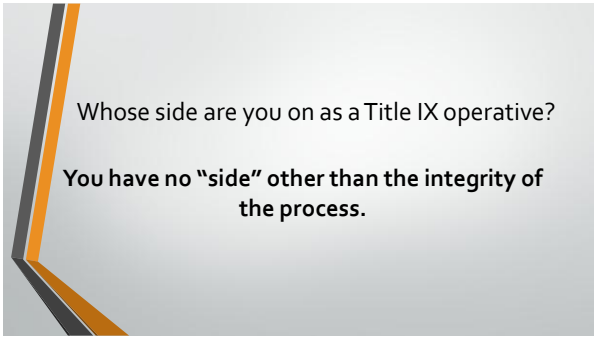 Whose side are you on as a Title IX operative?
You have no “side” other than the integrity of
the process.